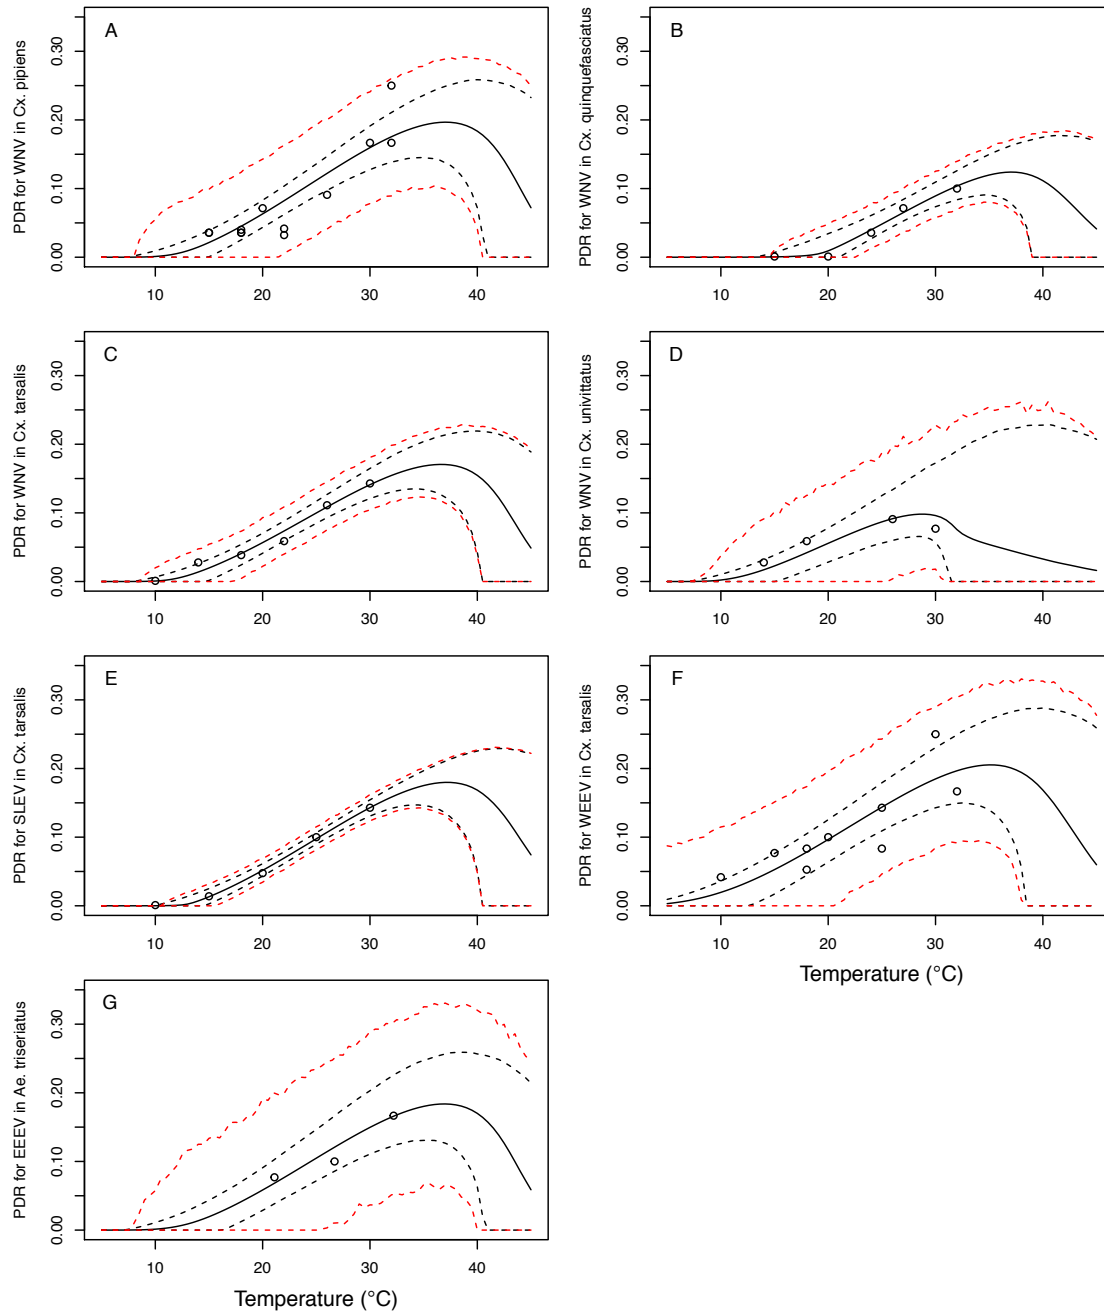 A
PDR for WNV in Cx. pipiens
0.00 0.10 0.20 0.30
10 20 30 40
B
PDR for WNV in Cx. quinquefasciatus
0.00 0.10 0.20 0.30
10 20 30 40
C
PDR for WNV in Cx. tarsalis
0.00 0.10 0.20 0.30
10 20 30 40
D
PDR for WNV in Cx. univittatus
0.00 0.10 0.20 0.30
10 20 30 40
E
PDR for SLEV in Cx. tarsalis
0.00 0.10 0.20 0.30
10 20 30 40
F
PDR for WEEV in Cx. tarsalis
0.00 0.10 0.20 0.30
10 20 30 40
Temperature (°C)
G
PDR for EEEV in Ae. triseriatus
0.00 0.10 0.20 0.30
10 20 30 40
Temperature (°C)